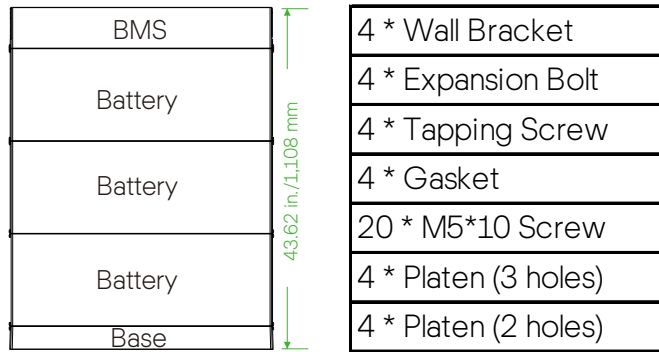 BMS
Battery
Battery
Battery
Base
43.62 in./1,108 mm
4 * Wall Bracket
4 * Expansion Bolt
4 * Tapping Screw
4 * Gasket
20 * M5*10 Screw
4 * Platen (3 holes)
4 * Platen (2 holes)